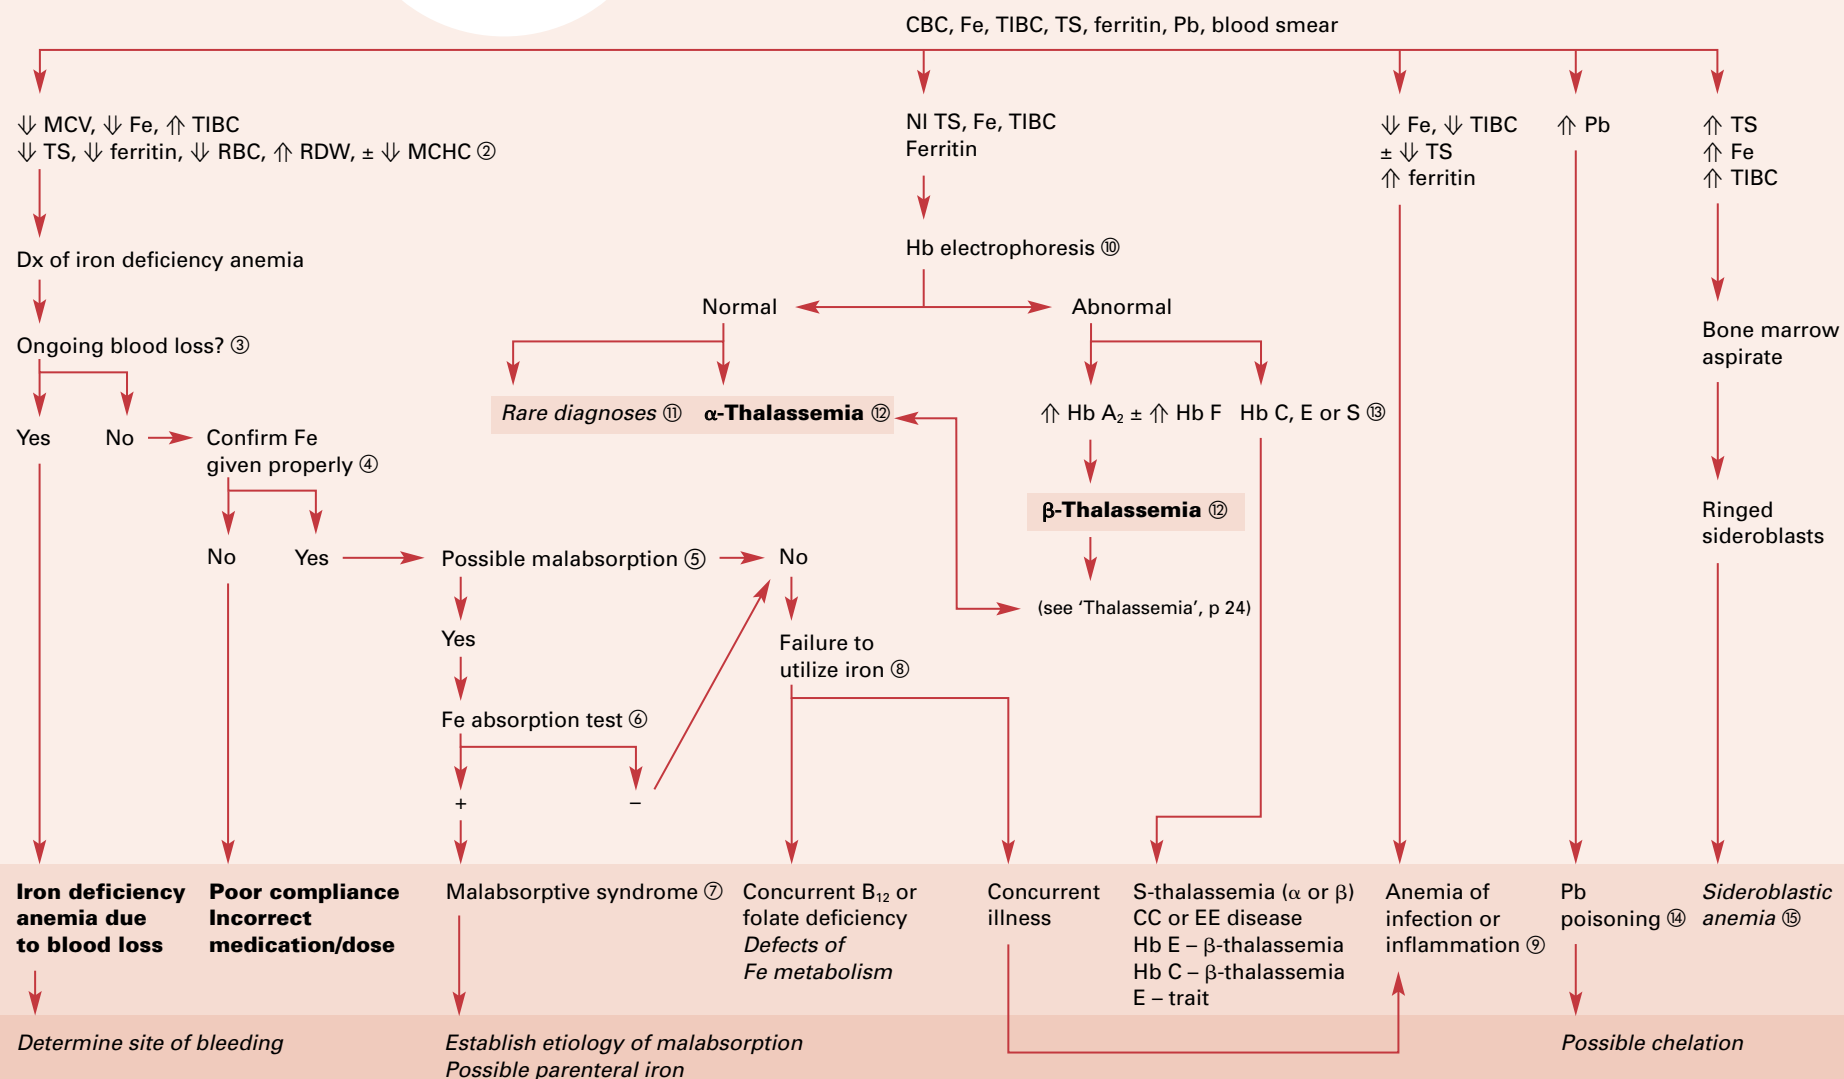 CBC, Fe, TIBC, TS, ferritin, Pb, blood smear
⇓ MCV, ⇓ Fe, ⇑ TIBC
⇓ TS, ⇓ ferritin, ⇓ RBC, ⇑ RDW, ± ⇓ MCHC ②
Dx of iron deficiency anemia
Ongoing blood loss? ③
Yes
No
Confirm Fe
given properly ④
No
Yes
Possible malabsorption ⑤
No
Yes
Fe absorption test ⑥
+
–
Failure to
utilize iron ⑧
NI TS, Fe, TIBC
Ferritin
Hb electrophoresis ⑩
Normal
Abnormal
Rare diagnoses ⑪
α-Thalassemia ⑫
⇑ Hb A₂ ± ⇑ Hb F
Hb C, E or S ⑬
β-Thalassemia ⑫
(see ‘Thalassemia’, p 24)
⇓ Fe, ⇓ TIBC
± ⇓ TS
⇑ ferritin
⇑ Pb
⇑ TS
⇑ Fe
⇑ TIBC
Bone marrow
aspirate
Ringed
sideroblasts
Iron deficiency
anemia due
to blood loss
Poor compliance
Incorrect
medication/dose
Malabsorptive syndrome ⑦
Concurrent B₁₂ or
folate deficiency
Defects of
Fe metabolism
Concurrent
illness
S-thalassemia (α or β)
CC or EE disease
Hb E – β-thalassemia
Hb C – β-thalassemia
E – trait
Anemia of
infection or
inflammation ⑨
Pb
poisoning ⑭
Sideroblastic
anemia ⑮
Determine site of bleeding
Establish etiology of malabsorption
Possible parenteral iron
Possible chelation